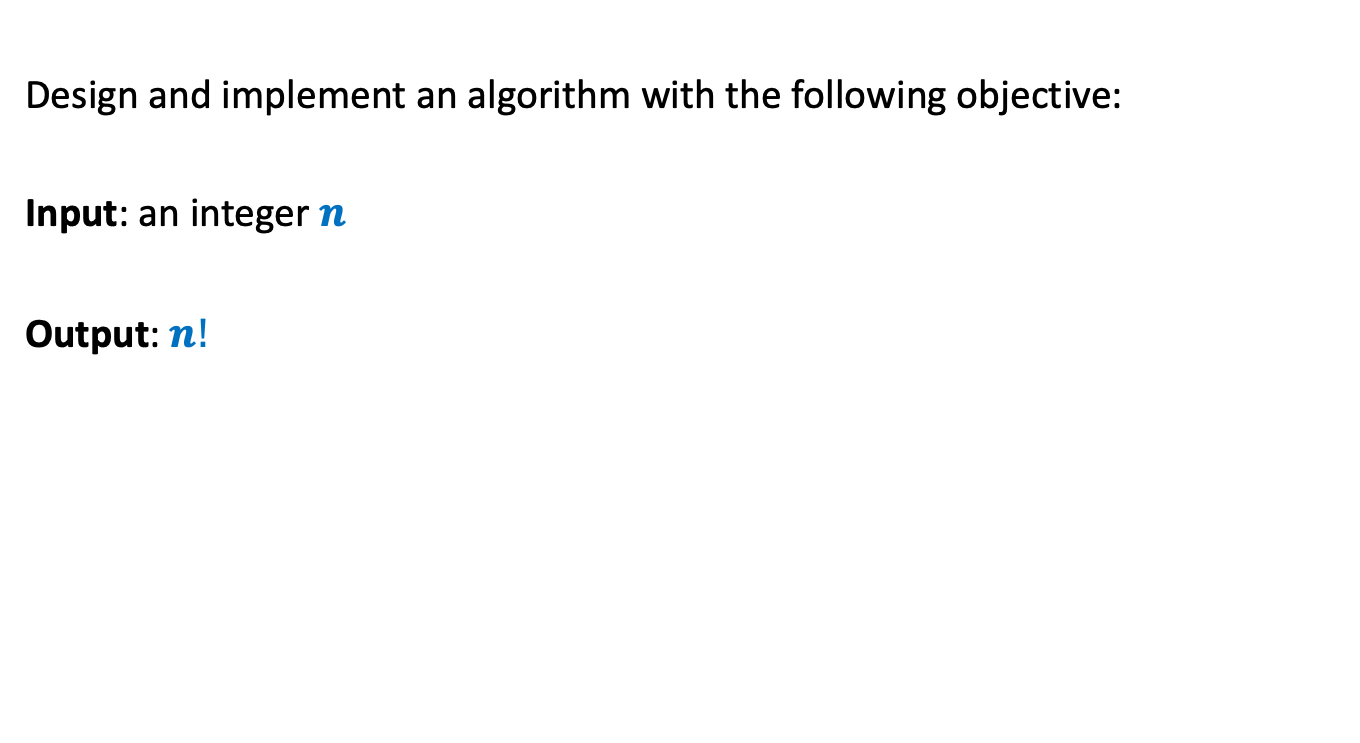 Design and implement an algorithm with the following objective:
Input: an integer n
Output: n!